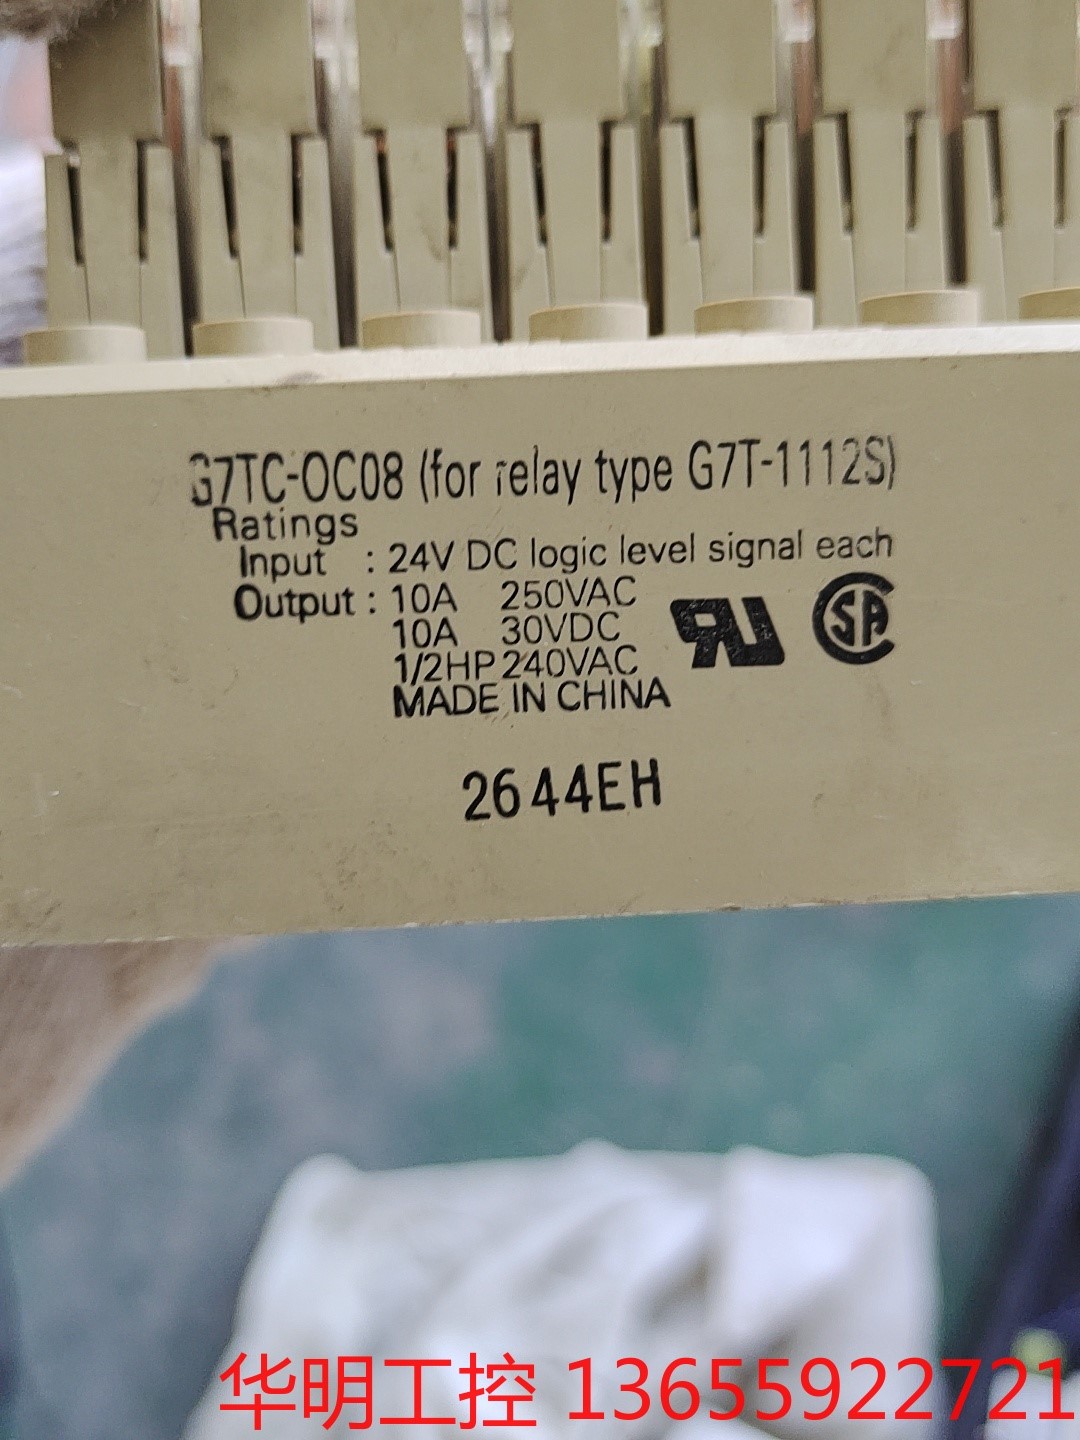 G7TC-OC08 (for relay type G7T-1112S)
Ratings
Input : 24V DC logic level signal each
Output : 10A 250VAC
10A 30VDC
1/2HP 240VAC
MADE IN CHINA
2644EH
华明工控 13655922721